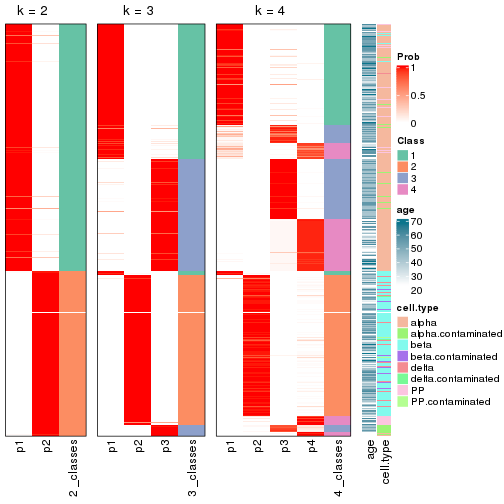 k = 2
k = 3
k = 4
p1
p2
2_classes
p1
p2
p3
3_classes
p1
p2
p3
p4
4_classes
age
cell.type
Prob
1
0.5
0
Class
1
2
3
4
age
70
60
50
40
30
20
cell.type
alpha
alpha.contaminated
beta
beta.contaminated
delta
delta.contaminated
PP
PP.contaminated